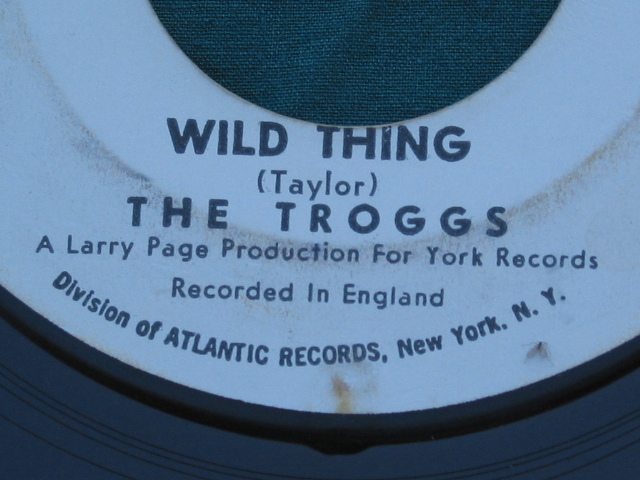 WILD THING
(Taylor)
THE TROGGS
A Larry Page Production For York Records
Recorded In England
Division of ATLANTIC RECORDS, New York, N. Y.